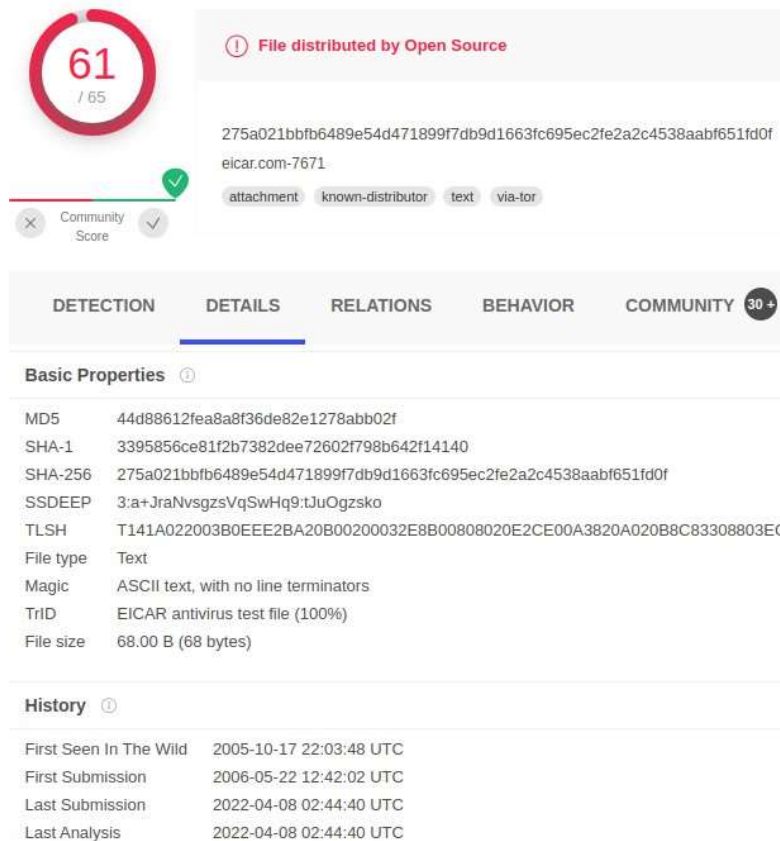 61
/ 65
File distributed by Open Source
275a021bbfb6489e54d471899f7db9d1663fc695ec2fe2a2c4538aabf651fd0f
eicar.com-7671
attachment known-distributor text via-tor
Community
Score
DETECTION DETAILS RELATIONS BEHAVIOR COMMUNITY 30 +
Basic Properties
MD5 44d88612fea8a8f36de82e1278abb02f
SHA-1 3395856ce81f2b7382dee72602f798b642f14140
SHA-256 275a021bbfb6489e54d471899f7db9d1663fc695ec2fe2a2c4538aabf651fd0f
SSDEEP 3:a+JraNvsgzsVqSwHq9:tJuOgzsko
TLSH T141A022003B0EEE2BA20B00200032E8B00808020E2CE00A3820A020B8C83308803E
File type Text
Magic ASCII text, with no line terminators
TrID EICAR antivirus test file (100%)
File size 68.00 B (68 bytes)
History
First Seen In The Wild 2005-10-17 22:03:48 UTC
First Submission 2006-05-22 12:42:02 UTC
Last Submission 2022-04-08 02:44:40 UTC
Last Analysis 2022-04-08 02:44:40 UTC